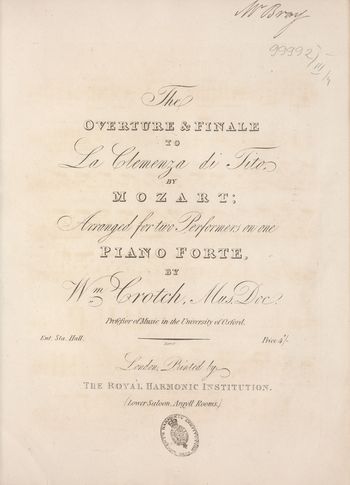 Mr Bray
99992/
IV/4
The
OVERTURE & FINALE
TO
La Clemenza di Tito,
BY
MOZART;
Arranged for two Performers on one
PIANO FORTE,
BY
Wm. Crotch, Mus. Doc.
Professor of Music in the University of Oxford.
Ent. Sta. Hall.
Price 4/.
London, Printed by
THE ROYAL HARMONIC INSTITUTION.
(Lower Saloon, Argyll Rooms.)